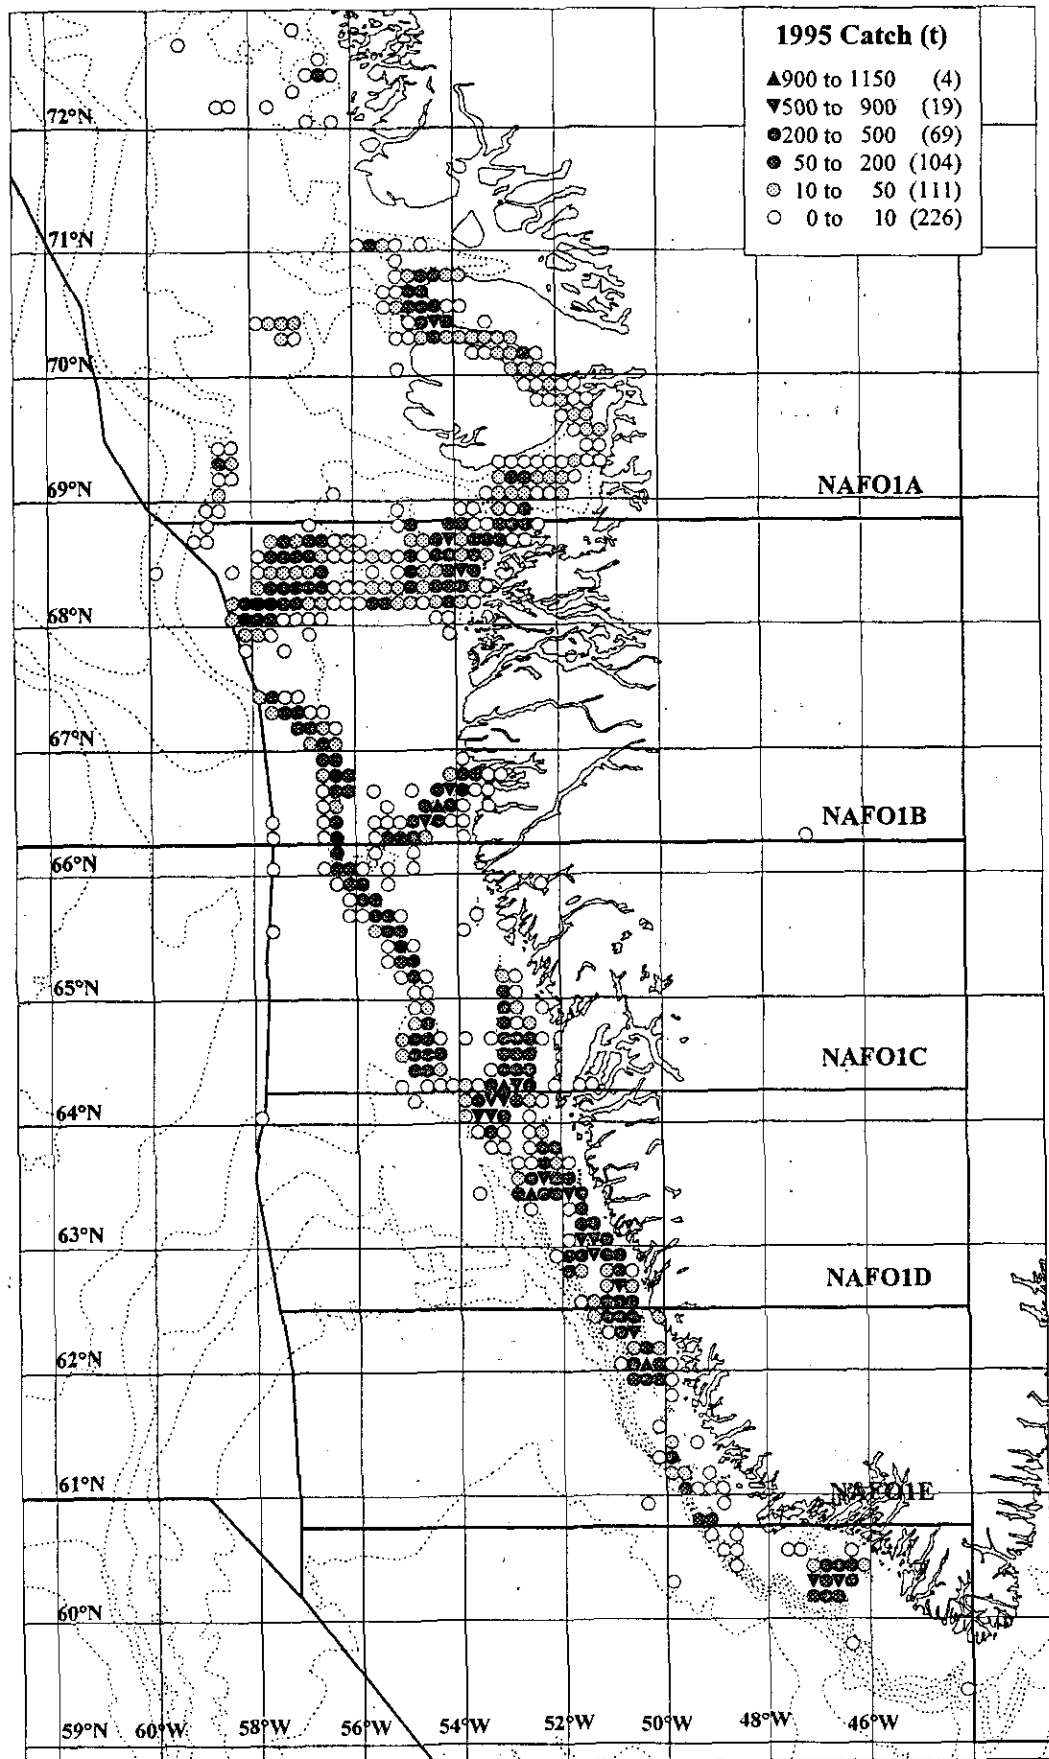 1995 Catch (t)
▲900 to 1150 (4)
▼500 to 900 (19)
200 to 500 (69)
50 to 200 (104)
10 to 50 (111)
0 to 10 (226)
72°N
71°N
70°N
69°N
NAFO1A
68°N
67°N
NAFO1B
66°N
65°N
NAFO1C
64°N
63°N
NAFO1D
62°N
61°N
NAFO1E
60°N
59°N 60°W 58°W 56°W 54°W 52°W 50°W 48°W 46°W